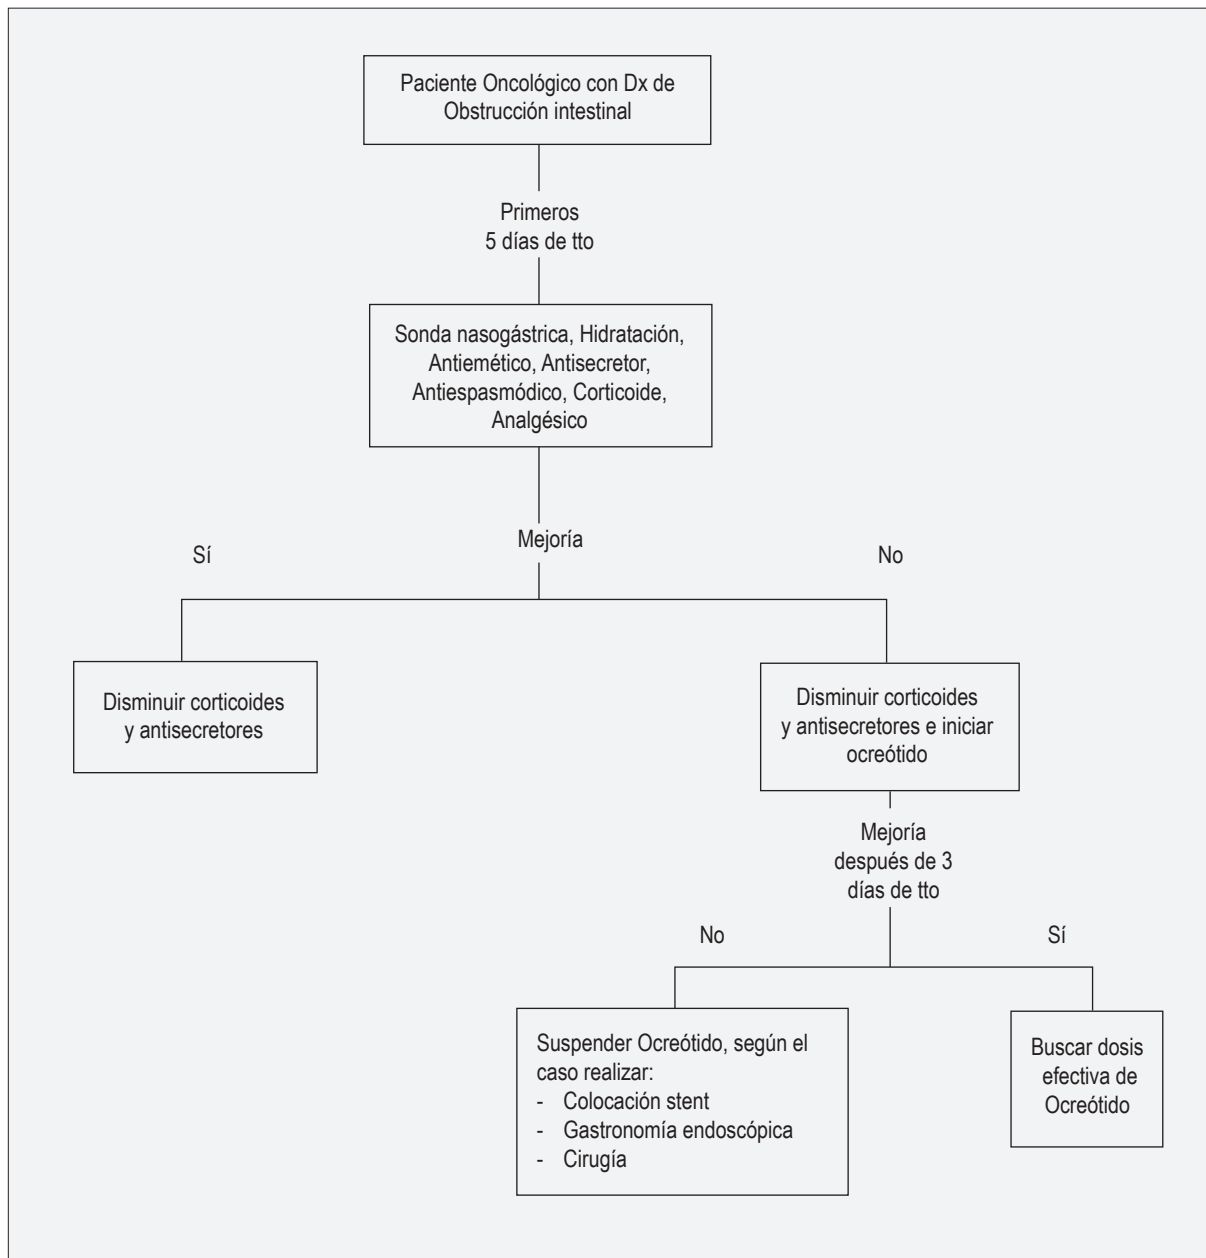 Paciente Oncológico con Dx de
Obstrucción intestinal
Primeros
5 días de tto
Sonda nasogástrica, Hidratación,
Antiemético, Antisecretor,
Antiespasmódico, Corticoide,
Analgésico
Mejoría
Sí
No
Disminuir corticoides
y antisecretores
Disminuir corticoides
y antisecretores e iniciar
ocreótido
Mejoría
después de 3
días de tto
No
Sí
Suspender Ocreótido, según el
caso realizar:
- Colocación stent
- Gastronomía endoscópica
- Cirugía
Buscar dosis
efectiva de
Ocreótido